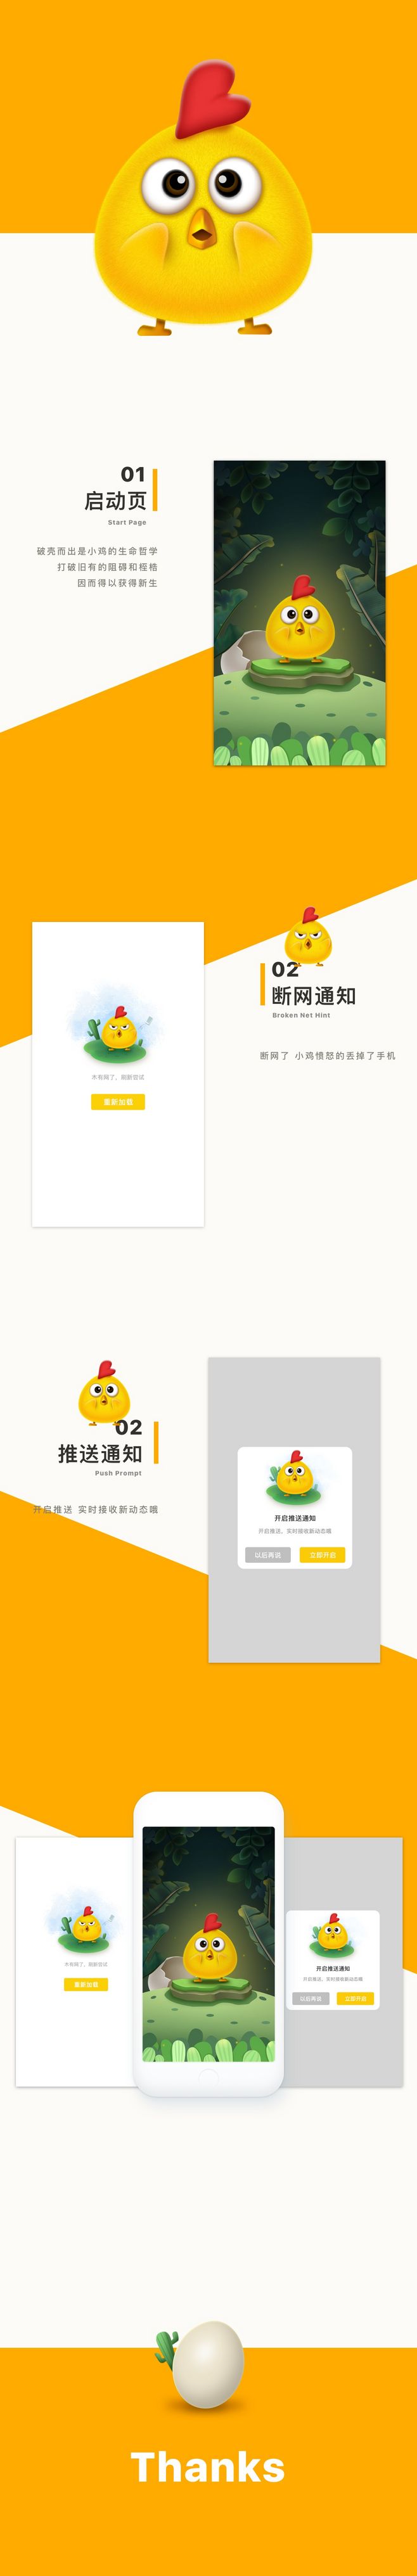 01
启动页
Start Page
破壳而出是小鸡的生命哲学
打破旧有的阻碍和桎梏
因而得以获得新生
02
断网通知
Broken Net Hint
断网了 小鸡愤怒的丢掉了手机
木有网了，刷新尝试
重新加载
02
推送通知
Push Prompt
开启推送 实时接收新动态哦
开启推送通知
开启推送，实时接收新动态哦
以后再说
立即开启
木有网了，刷新尝试
重新加载
开启推送通知
开启推送，实时接收新动态哦
以后再说
立即开启
Thanks